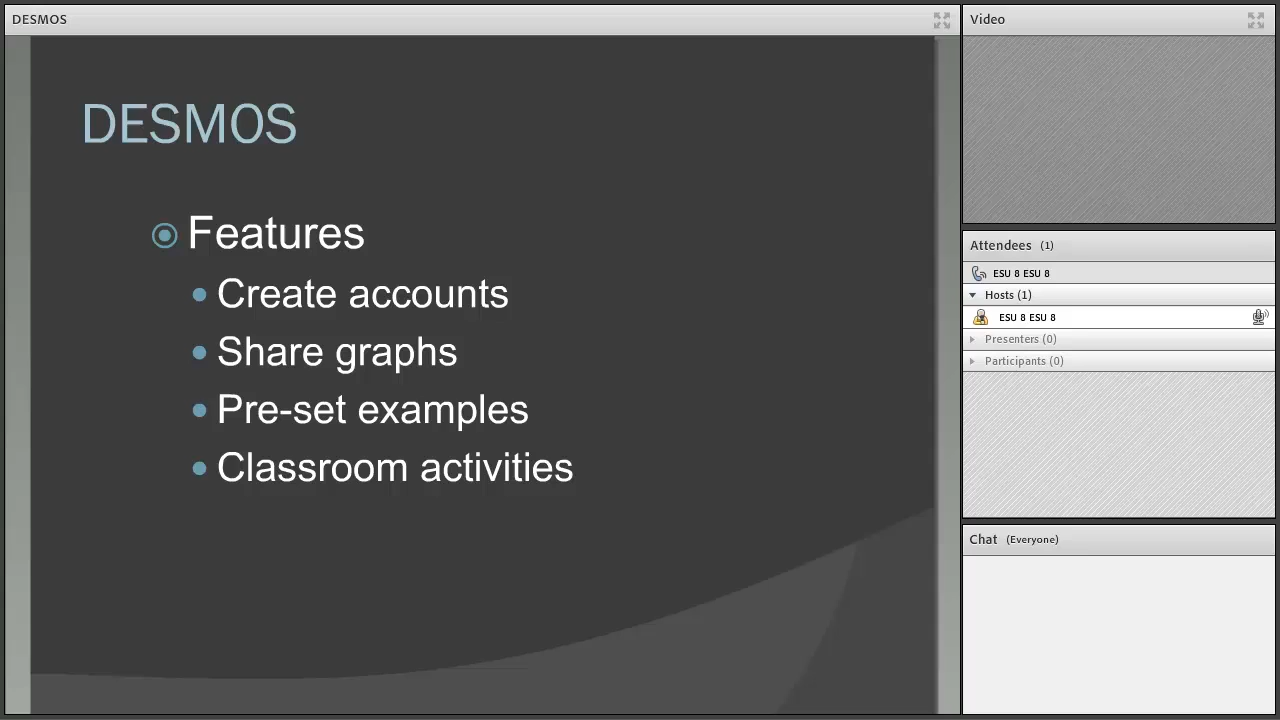 DESMOS
DESMOS
Features
Create accounts
Share graphs
Pre-set examples
Classroom activities
Video
Attendees (1)
ESU 8 ESU 8
Hosts (1)
ESU 8 ESU 8
Presenters (0)
Participants (0)
Chat (Everyone)